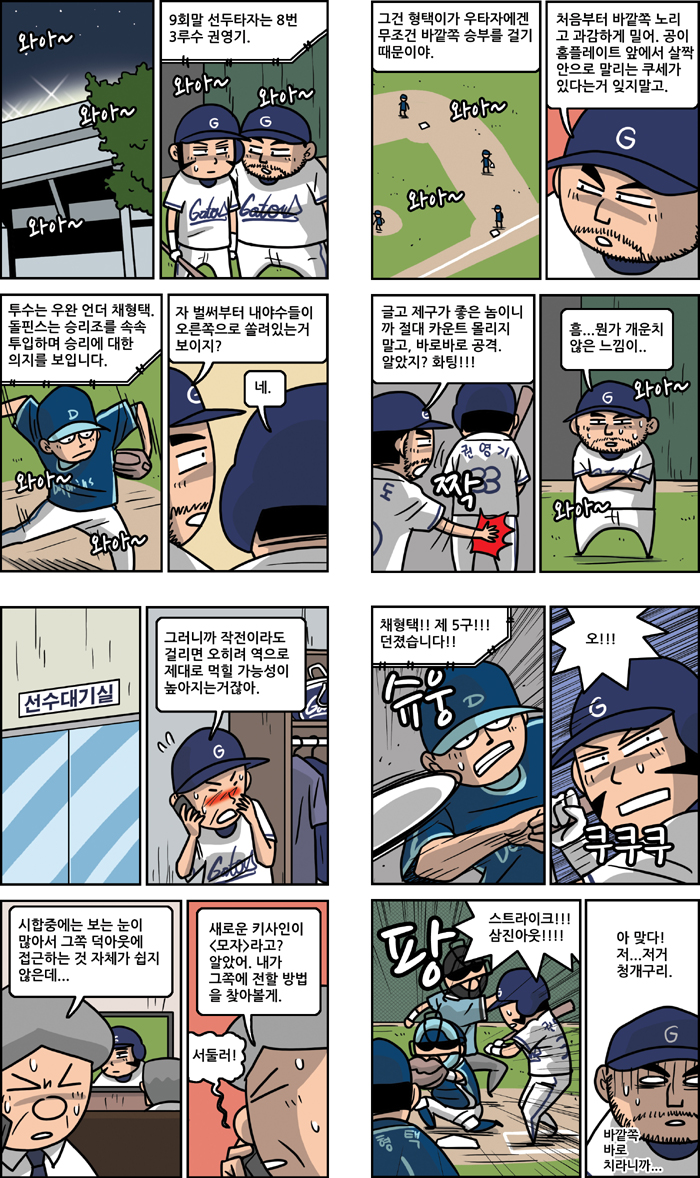 와아~
와아~
와아~
9회말 선두타자는 8번
3루수 권영기.
와아~
와아~
G
G
Gators
Gators
투수는 우완 언더 채형택.
돌핀스는 승리조를 속속
투입하며 승리에 대한
의지를 보입니다.
D
와아~
와아~
자 벌써부터 내야수들이
오른쪽으로 쏠려있는거
보이지?
네.
선수대기실
그러니까 작전이라도
걸리면 오히려 역으로
제대로 먹힐 가능성이
높아지는거잖아.
G
Gators
시합중에는 보는 눈이
많아서 그쪽 덕아웃에
접근하는 것 자체가 쉽지
않은데...
새로운 키사인이
<모자>라고?
알았어. 내가
그쪽에 전할 방법
을 찾아볼게.
서둘러!
그건 형택이가 우타자에겐
무조건 바깥쪽 승부를 걸기
때문이야.
와아~
와아~
처음부터 바깥쪽 노리
고 과감하게 밀어. 공이
홈플레이트 앞에서 살짝
안으로 말리는 쿠세가
있다는거 잊지말고.
G
글고 제구가 좋은 놈이니
까 절대 카운트 몰리지
말고, 바로바로 공격.
알았지? 화팅!!!
권영기
33
도
짝
흠...뭔가 개운치
않은 느낌이..
G
와아~
와아~
채형택!! 제 5구!!!
던졌습니다!!
슈웅
D
오!!!
G
쿠쿠쿠
팡
스트라이크!!!
삼진아웃!!!!
형택
아 맞다!
저...저거
청개구리.
G
바깥쪽
바로
치라니까...